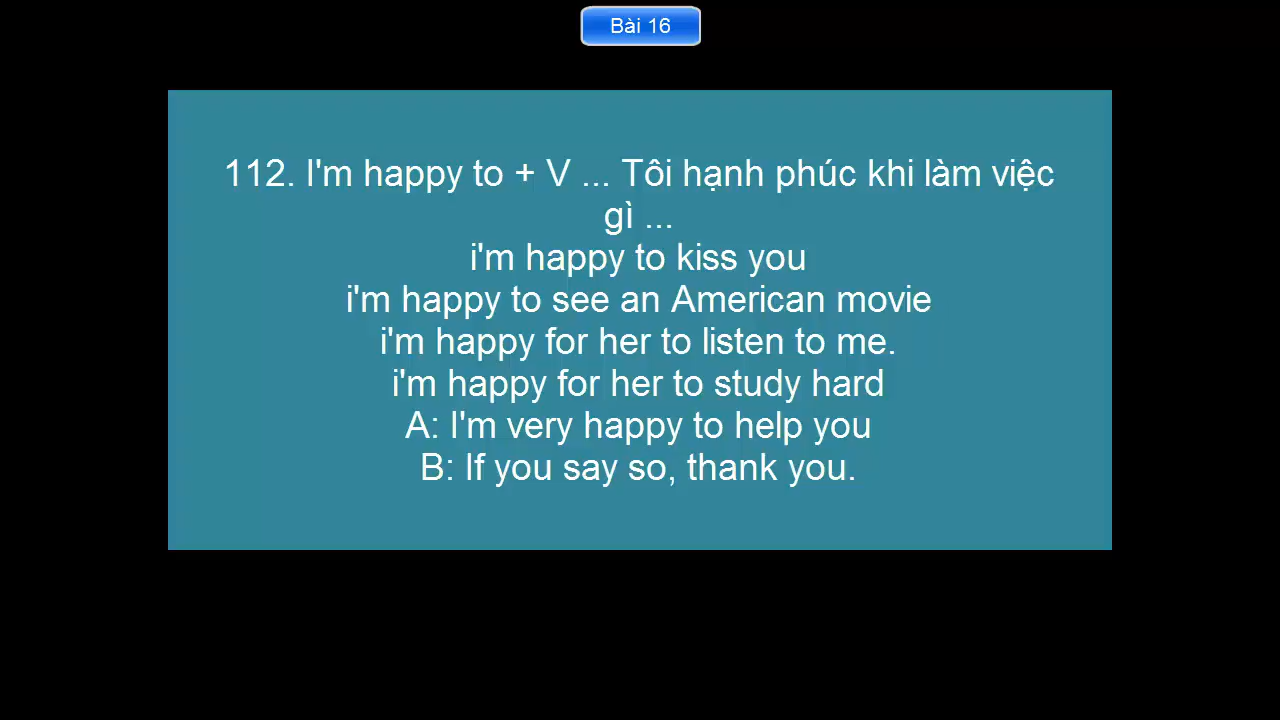 Bài 16
112. I'm happy to + V ... Tôi hạnh phúc khi làm việc
gì ...
i'm happy to kiss you
i'm happy to see an American movie
i'm happy for her to listen to me.
i'm happy for her to study hard
A: I'm very happy to help you
B: If you say so, thank you.